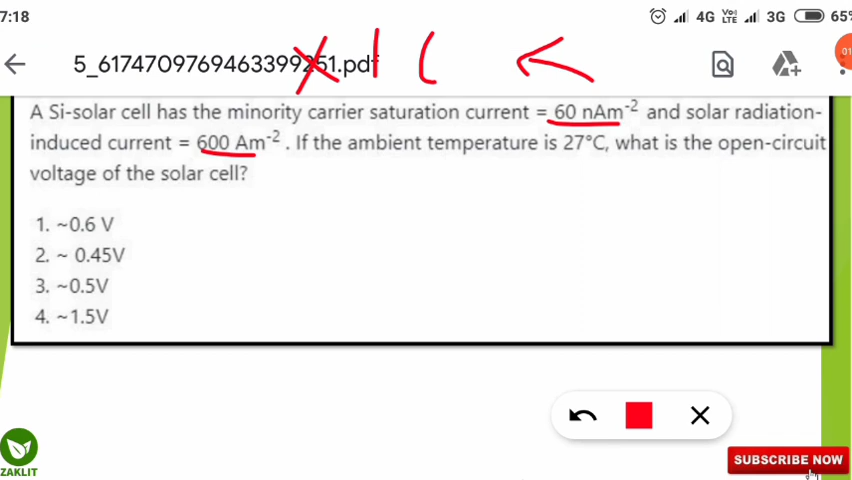 7:18 4G Vo) LTE 3G 65%
5_6174709769463399251.pdf X 1 (
A Si-solar cell has the minority carrier saturation current = 60 nAm-2 and solar radiation-
induced current = 600 Am-2 . If the ambient temperature is 27°C, what is the open-circuit
voltage of the solar cell?
1. ~0.6 V
2. ~ 0.45V
3. ~0.5V
4. ~1.5V
ZAKLIT
SUBSCRIBE NOW